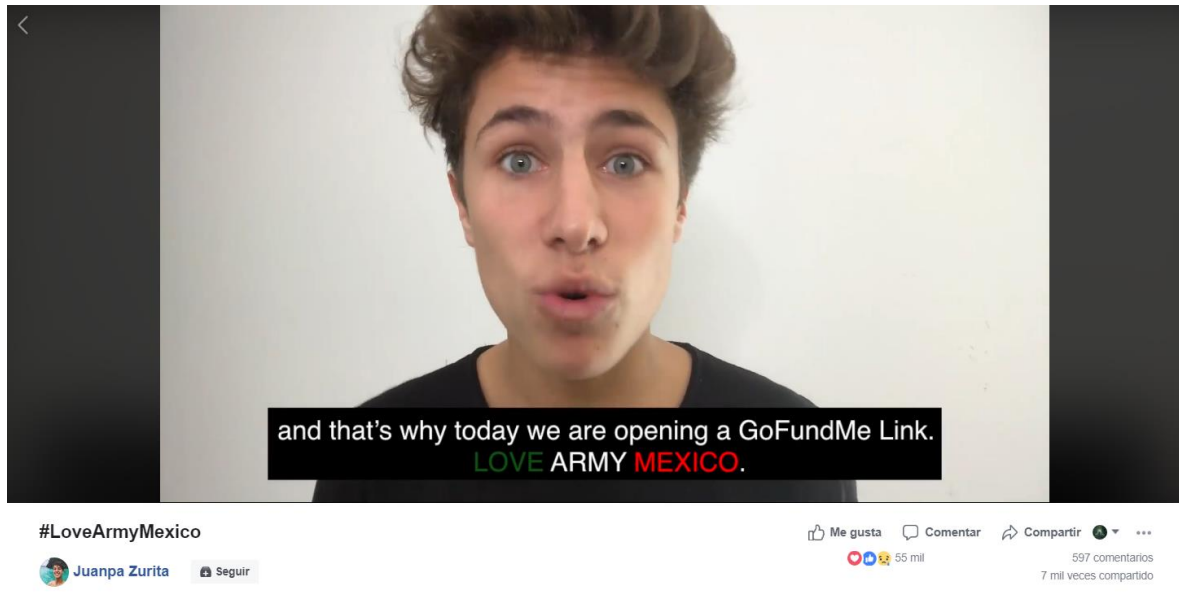 and that's why today we are opening a GoFundMe Link.
LOVE ARMY MEXICO.
#LoveArmyMexico
Me gusta Comentar Compartir
55 mil 597 comentarios
Juanpa Zurita Seguir
7 mil veces compartido